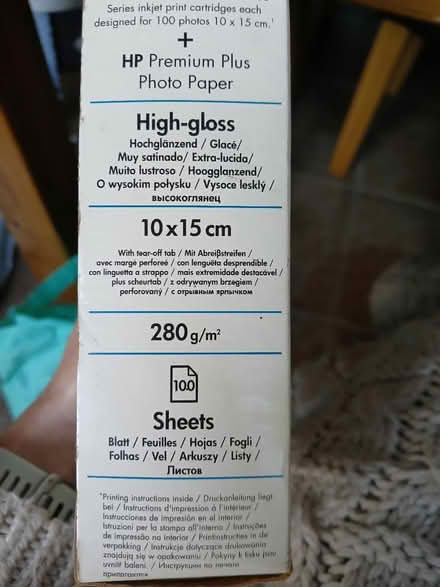 Series inkjet print cartridges each
designed for 100 photos 10 x 15 cm.¹
+
HP Premium Plus
Photo Paper
High-gloss
Hochglänzend / Glacé/
Muy satinado/ Extra-lucida/
Muito lustroso / Hoogglanzend/
O wysokim połysku / Vysoce lesklý /
высокоглянец
10x15 cm
With tear-off tab / Mit Abreißstreifen /
avec marge perforeé / con lengüeta desprendible /
con linguetta a strappo / mais extremidade destacável /
plus scheurtab / z odrywanym brzegiem /
perforovaný / с отрывным ярлычком
280 g/m²
100
Sheets
Blatt / Feuilles / Hojas / Fogli /
Folhas / Vel / Arkuszy / Listy /
Листов
¹Printing instructions inside / Druckanleitung liegt
bei / Instructions d'impression à l'intérieur /
Instrucciones de impresión en el interior /
Istruzioni per la stampa all'interno / Instruções
de impressão no interior / Printinstructies in de
verpakking / Instrukcje dotyczące drukowania
znajdują się w opakowaniu / Pokyny k tisku jsou
uvnitř balení. / Инструкции по печати
прилагаются